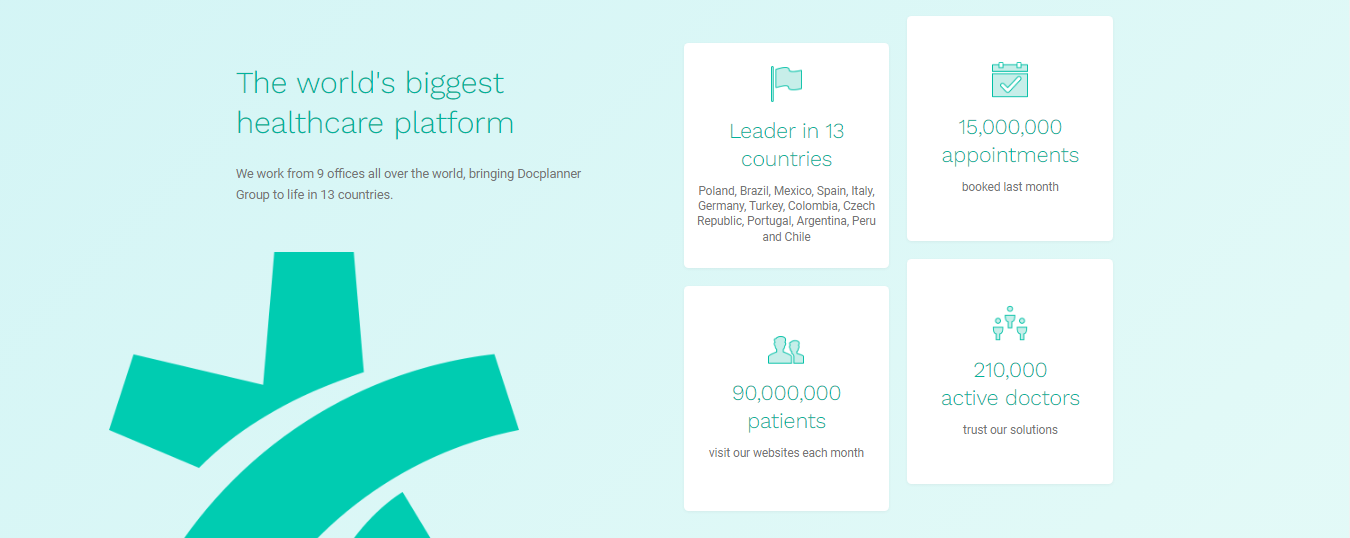 The world's biggest
healthcare platform
We work from 9 offices all over the world, bringing Docplanner
Group to life in 13 countries.
Leader in 13
countries
Poland, Brazil, Mexico, Spain, Italy,
Germany, Turkey, Colombia, Czech
Republic, Portugal, Argentina, Peru
and Chile
15,000,000
appointments
booked last month
90,000,000
patients
visit our websites each month
210,000
active doctors
trust our solutions